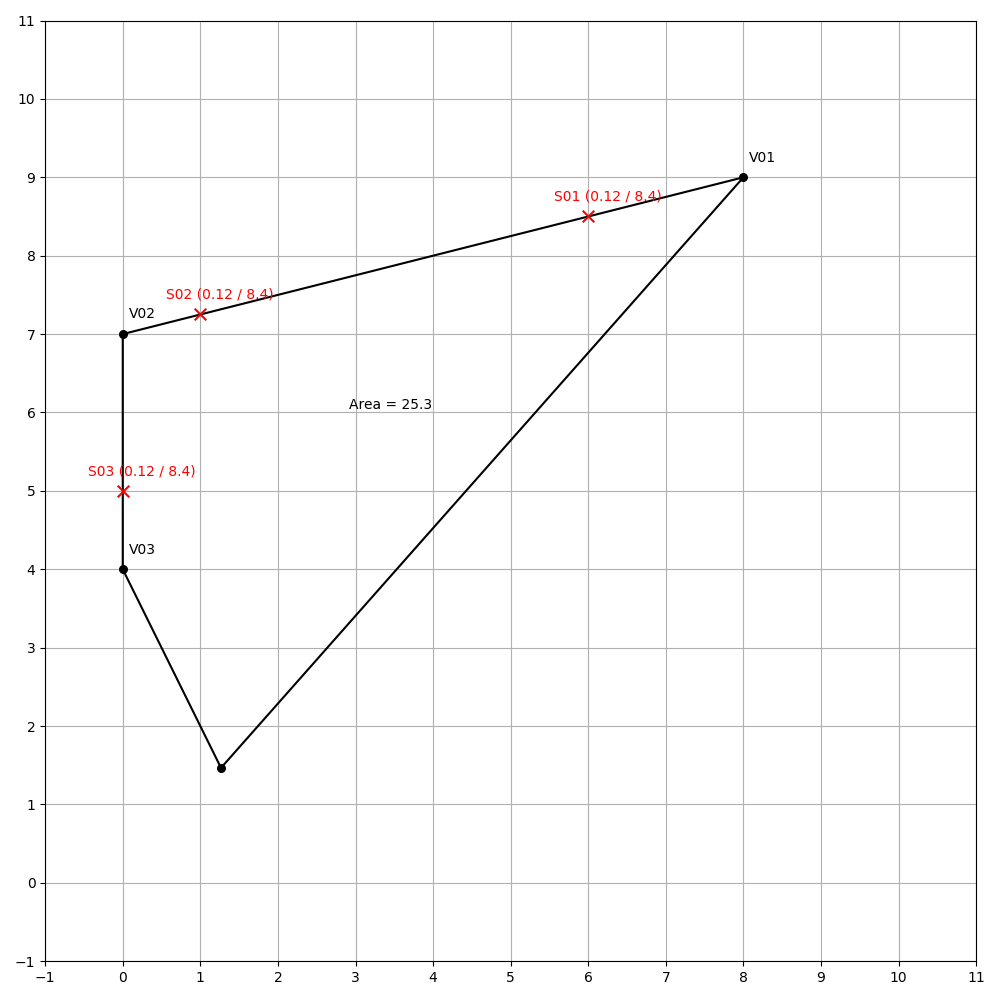 11
10
9
8
7
6
5
4
3
2
1
0
−1
V01
S01 (0.12 / 8.4)
S02 (0.12 / 8.4)
V02
Area = 25.3
S03 (0.12 / 8.4)
V03
−1 0 1 2 3 4 5 6 7 8 9 10 11